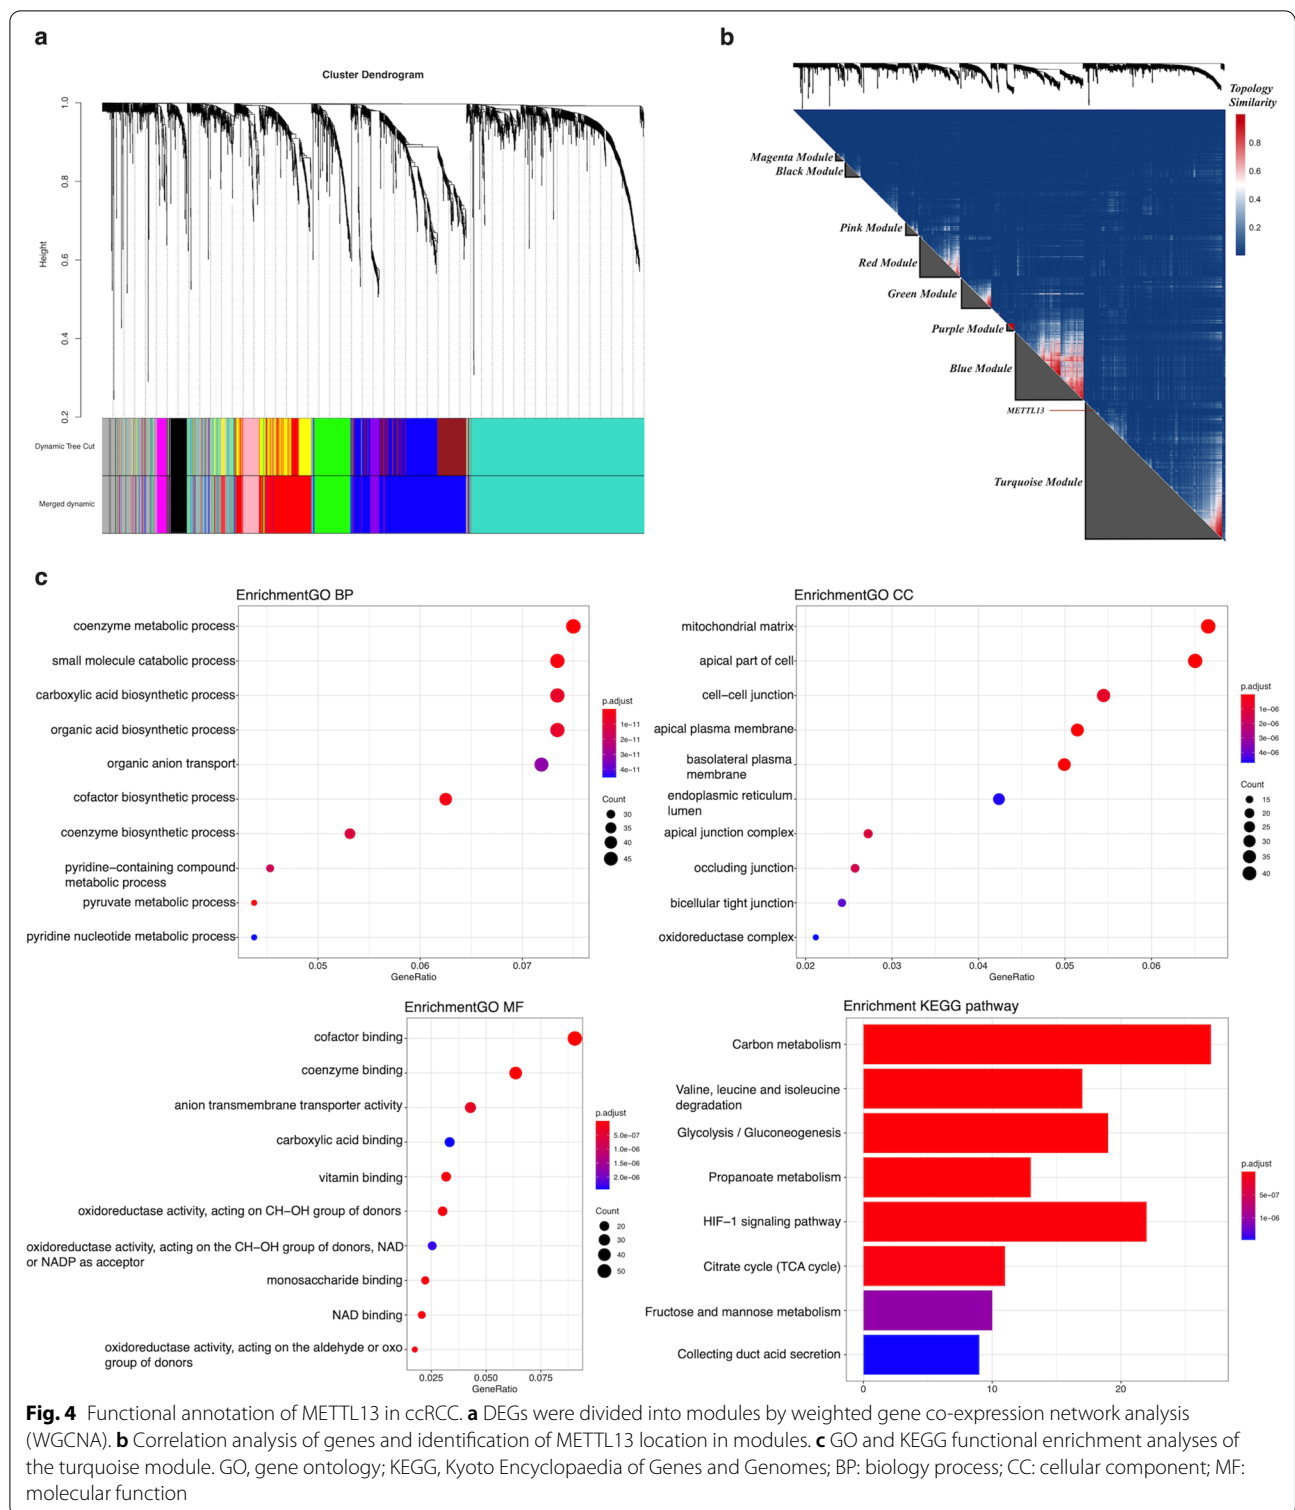 a
Cluster Dendrogram
Height
1.0
0.8
0.6
0.4
0.2
Dynamic Tree Cut
Merged dynamic
b
Topology
Similarity
0.8
0.6
0.4
0.2
Magenta Module
Black Module
Pink Module
Red Module
Green Module
Purple Module
Blue Module
METTL13
Turquoise Module
c
EnrichmentGO BP
coenzyme metabolic process
small molecule catabolic process
carboxylic acid biosynthetic process
organic acid biosynthetic process
organic anion transport
cofactor biosynthetic process
coenzyme biosynthetic process
pyridine−containing compound
metabolic process
pyruvate metabolic process
pyridine nucleotide metabolic process
0.05 0.06 0.07
GeneRatio
p.adjust
1e−11
2e−11
3e−11
4e−11
Count
30
35
40
45
EnrichmentGO CC
mitochondrial matrix
apical part of cell
cell−cell junction
apical plasma membrane
basolateral plasma
membrane
endoplasmic reticulum
lumen
apical junction complex
occluding junction
bicellular tight junction
oxidoreductase complex
0.02 0.03 0.04 0.05 0.06
GeneRatio
p.adjust
1e−06
2e−06
3e−06
4e−06
Count
15
20
25
30
35
40
EnrichmentGO MF
cofactor binding
coenzyme binding
anion transmembrane transporter activity
carboxylic acid binding
vitamin binding
oxidoreductase activity, acting on CH−OH group of donors
oxidoreductase activity, acting on the CH−OH group of donors, NAD
or NADP as acceptor
monosaccharide binding
NAD binding
oxidoreductase activity, acting on the aldehyde or oxo
group of donors
0.025 0.050 0.075
GeneRatio
p.adjust
5.0e−07
1.0e−06
1.5e−06
2.0e−06
Count
20
30
40
50
Enrichment KEGG pathway
Carbon metabolism
Valine, leucine and isoleucine
degradation
Glycolysis / Gluconeogenesis
Propanoate metabolism
HIF−1 signaling pathway
Citrate cycle (TCA cycle)
Fructose and mannose metabolism
Collecting duct acid secretion
0 10 20
p.adjust
5e−07
1e−06
Fig. 4 Functional annotation of METTL13 in ccRCC. a DEGs were divided into modules by weighted gene co-expression network analysis
(WGCNA). b Correlation analysis of genes and identification of METTL13 location in modules. c GO and KEGG functional enrichment analyses of
the turquoise module. GO, gene ontology; KEGG, Kyoto Encyclopaedia of Genes and Genomes; BP: biology process; CC: cellular component; MF:
molecular function